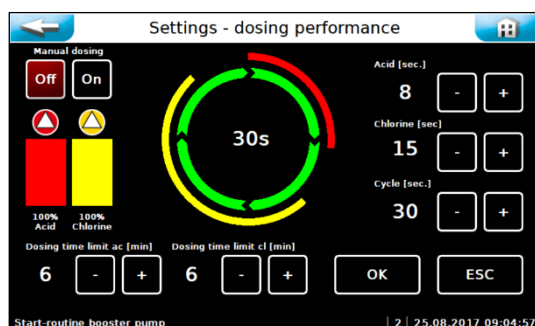 Settings - dosing performance
Manual dosing
Off On
Acid [sec.]
8 - +
Chlorine [sec]
15 - +
30s
Cycle [sec.]
30 - +
100% 100%
Acid Chlorine
Dosing time limit ac [min] Dosing time limit cl [min]
6 - + 6 - + OK ESC
Start-routine booster pump | 2 | 25.08.2017 09:04:57